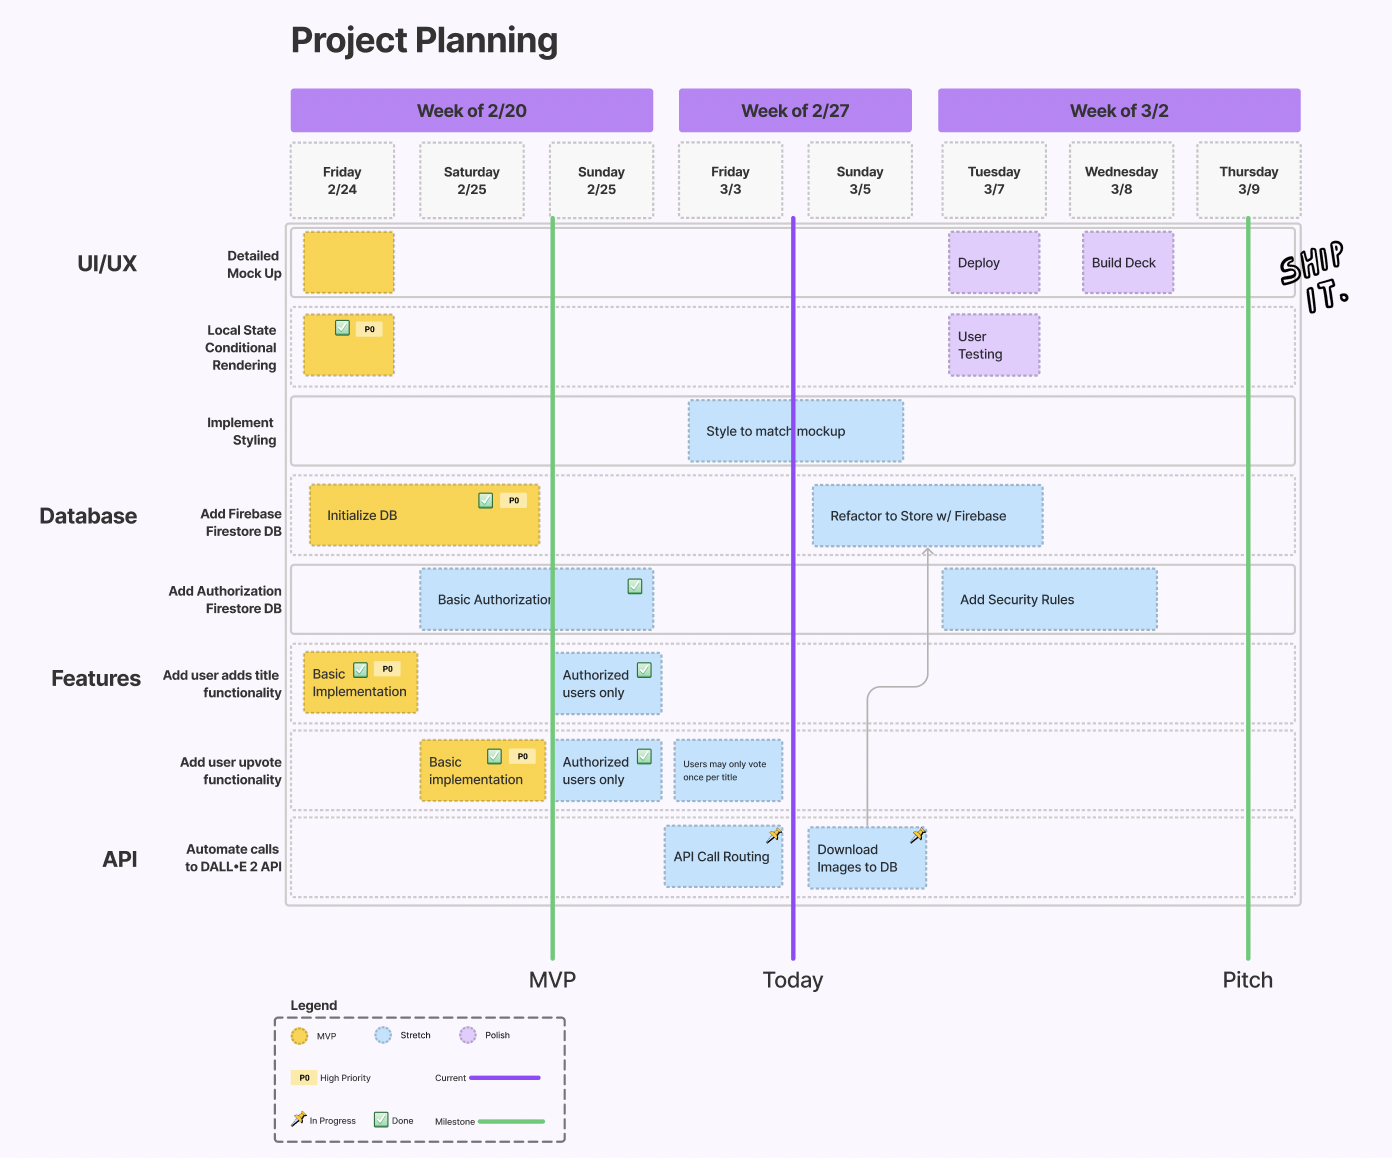 Project Planning
Week of 2/20
Week of 2/27
Week of 3/2
Friday
2/24
Saturday
2/25
Sunday
2/25
Friday
3/3
Sunday
3/5
Tuesday
3/7
Wednesday
3/8
Thursday
3/9
UI/UX
Detailed
Mock Up
Deploy
Build Deck
SHIP
IT.
Local State
Conditional
Rendering
P0
User
Testing
Implement
Styling
Style to match mockup
Database
Add Firebase
Firestore DB
Initialize DB
P0
Refactor to Store w/ Firebase
Add Authorization
Firestore DB
Basic Authorization
Add Security Rules
Features
Add user adds title
functionality
Basic
Implementation
P0
Authorized
users only
Add user upvote
functionality
Basic
implementation
P0
Authorized
users only
Users may only vote
once per title
API
Automate calls
to DALL•E 2 API
API Call Routing
Download
Images to DB
MVP
Today
Pitch
Legend
MVP
Stretch
Polish
P0 High Priority
Current
In Progress
Done
Milestone